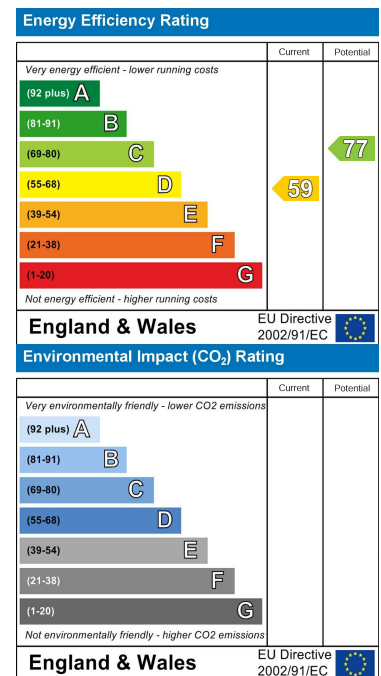 Energy Efficiency Rating
Current Potential
Very energy efficient - lower running costs
(92 plus) A
(81-91) B
(69-80) C
77
(55-68) D
59
(39-54) E
(21-38) F
(1-20) G
Not energy efficient - higher running costs
England & Wales
EU Directive
2002/91/EC
Environmental Impact (CO₂) Rating
Current Potential
Very environmentally friendly - lower CO2 emissions
(92 plus) A
(81-91) B
(69-80) C
(55-68) D
(39-54) E
(21-38) F
(1-20) G
Not environmentally friendly - higher CO2 emissions
England & Wales
EU Directive
2002/91/EC